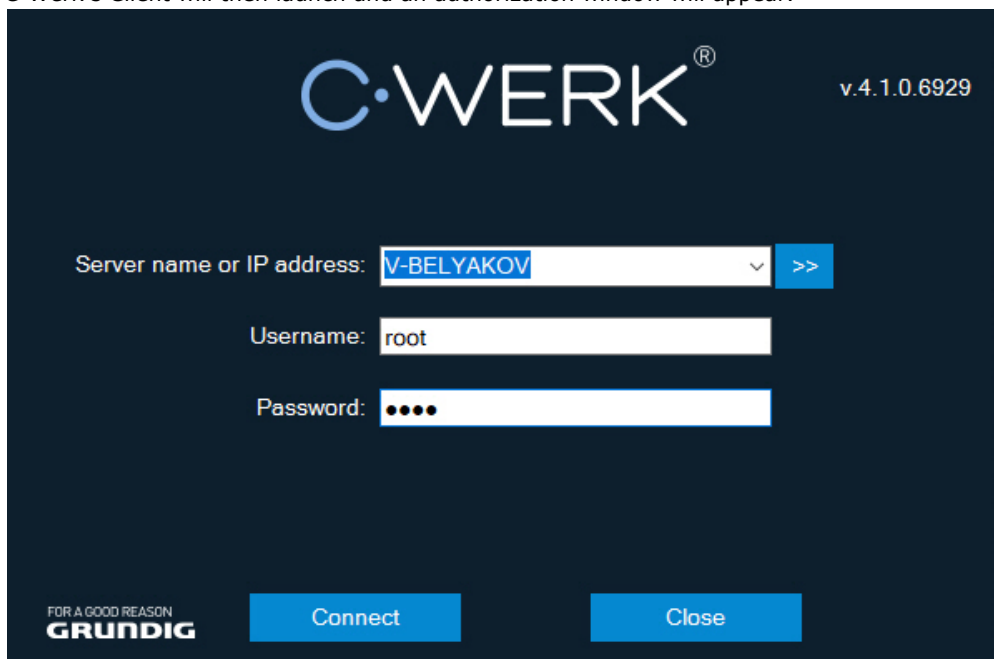 C·WERK®
v.4.1.0.6929
Server name or IP address: V-BELYAKOV >>
Username: root
Password: ••••
FOR A GOOD REASON
GRUNDIG
Connect
Close